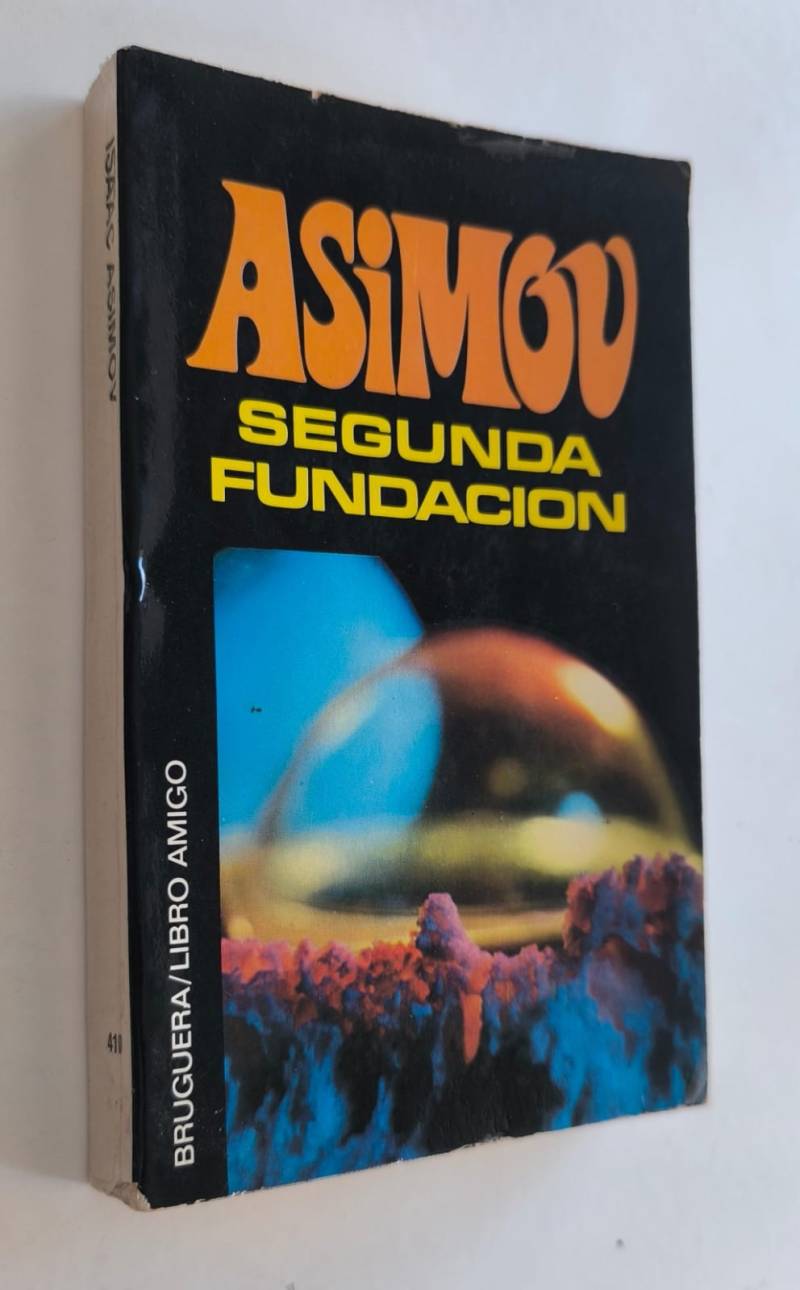 ASiMOV
SEGUNDA
FUNDACION
BRUGUERA/LIBRO AMIGO
ISAAC ASIMOV
410